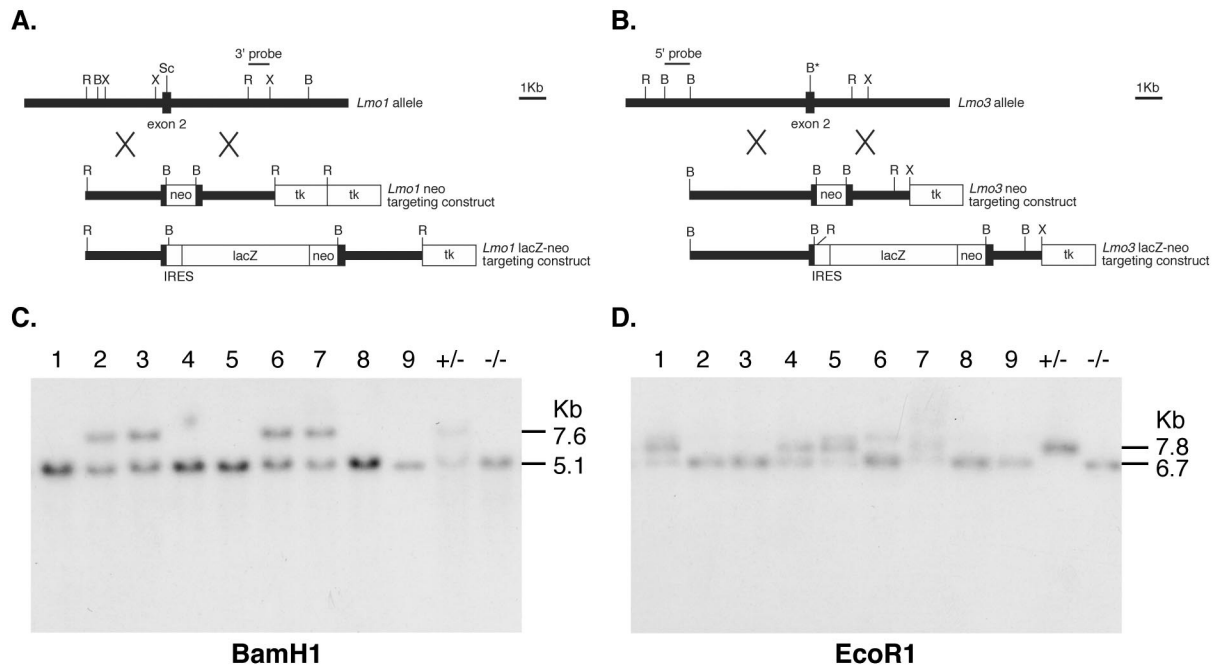 A.
3' probe
Sc
R B X X R X B
1Kb
Lmo1 allele
exon 2
R B B R R
neo tk tk
Lmo1 neo
targeting construct
R B B R
lacZ neo tk
Lmo1 lacZ-neo
targeting construct
IRES
B.
5' probe
R B B B* R X
1Kb
Lmo3 allele
exon 2
B B B R X
neo tk
Lmo3 neo
targeting construct
B B R B B X
lacZ neo tk
Lmo3 lacZ-neo
targeting construct
IRES
C.
1 2 3 4 5 6 7 8 9 +/- -/-
Kb
7.6
5.1
BamH1
D.
1 2 3 4 5 6 7 8 9 +/- -/-
Kb
7.8
6.7
EcoR1